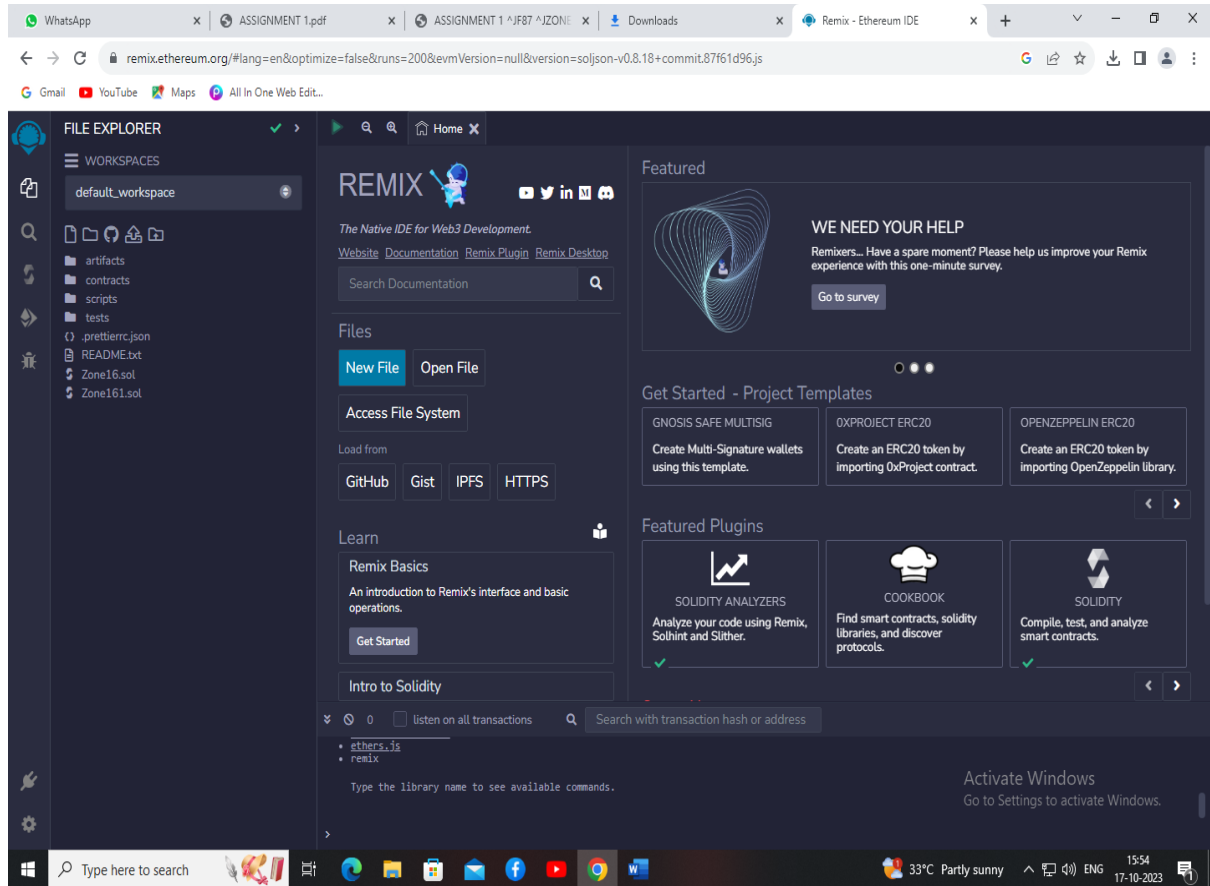 WhatsApp
ASSIGNMENT 1.pdf
ASSIGNMENT 1 ^JF87 ^JZONE
Downloads
Remix - Ethereum IDE
remix.ethereum.org/#lang=en&optimize=false&runs=200&evmVersion=null&version=soljson-v0.8.18+commit.87f61d96.js
Gmail
YouTube
Maps
All In One Web Edit...
FILE EXPLORER
WORKSPACES
default_workspace
artifacts
contracts
scripts
tests
.prettierrc.json
README.txt
Zone16.sol
Zone161.sol
Home
REMIX
The Native IDE for Web3 Development.
Website Documentation Remix Plugin Remix Desktop
Search Documentation
Files
New File
Open File
Access File System
Load from
GitHub
Gist
IPFS
HTTPS
Learn
Remix Basics
An introduction to Remix's interface and basic
operations.
Get Started
Intro to Solidity
Featured
WE NEED YOUR HELP
Remixers... Have a spare moment? Please help us improve your Remix
experience with this one-minute survey.
Go to survey
Get Started - Project Templates
GNOSIS SAFE MULTISIG
Create Multi-Signature wallets
using this template.
0XPROJECT ERC20
Create an ERC20 token by
importing 0xProject contract.
OPENZEPPELIN ERC20
Create an ERC20 token by
importing OpenZeppelin library.
Featured Plugins
SOLIDITY ANALYZERS
Analyze your code using Remix,
Solhint and Slither.
COOKBOOK
Find smart contracts, solidity
libraries, and discover
protocols.
SOLIDITY
Compile, test, and analyze
smart contracts.
0
listen on all transactions
Search with transaction hash or address
• ethers.js
• remix
Type the library name to see available commands.
>
Activate Windows
Go to Settings to activate Windows.
Type here to search
33°C Partly sunny
ENG
15:54
17-10-2023